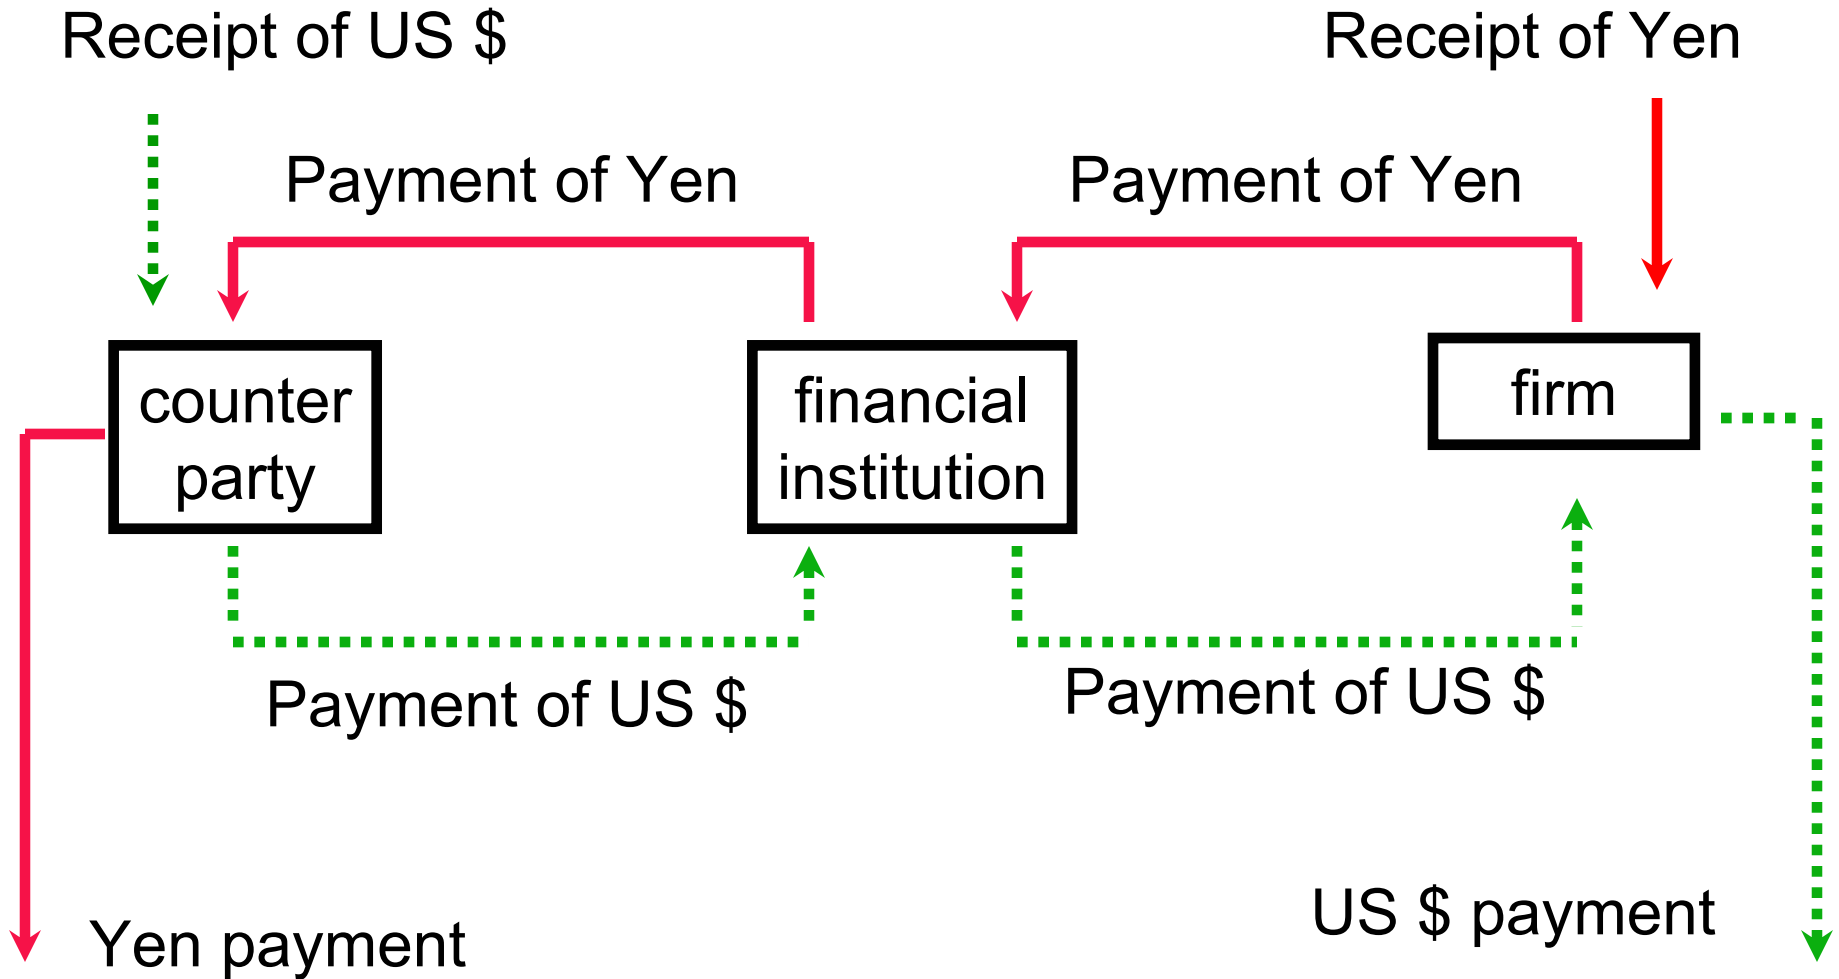 Receipt of US $
Receipt of Yen
Payment of Yen
Payment of Yen
counter
party
financial
institution
firm
Payment of US $
Payment of US $
Yen payment
US $ payment